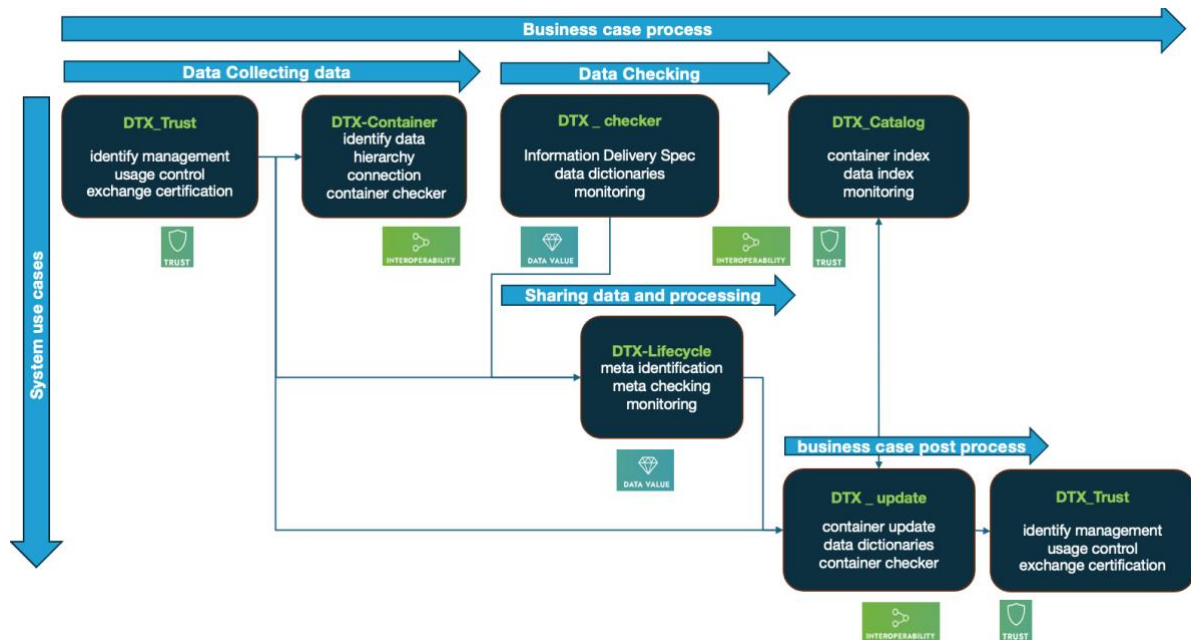 Business case process
Data Collecting data
Data Checking
System use cases
DTX_Trust
identify management
usage control
exchange certification
DTX-Container
identify data
hierarchy
connection
container checker
DTX _ checker
Information Delivery Spec
data dictionaries
monitoring
DTX_Catalog
container index
data index
monitoring
TRUST
INTEROPERABILITY
DATA VALUE
INTEROPERABILITY
TRUST
Sharing data and processing
DTX-Lifecycle
meta identification
meta checking
monitoring
DATA VALUE
business case post process
DTX _ update
container update
data dictionaries
container checker
DTX_Trust
identify management
usage control
exchange certification
INTEROPERABILITY
TRUST